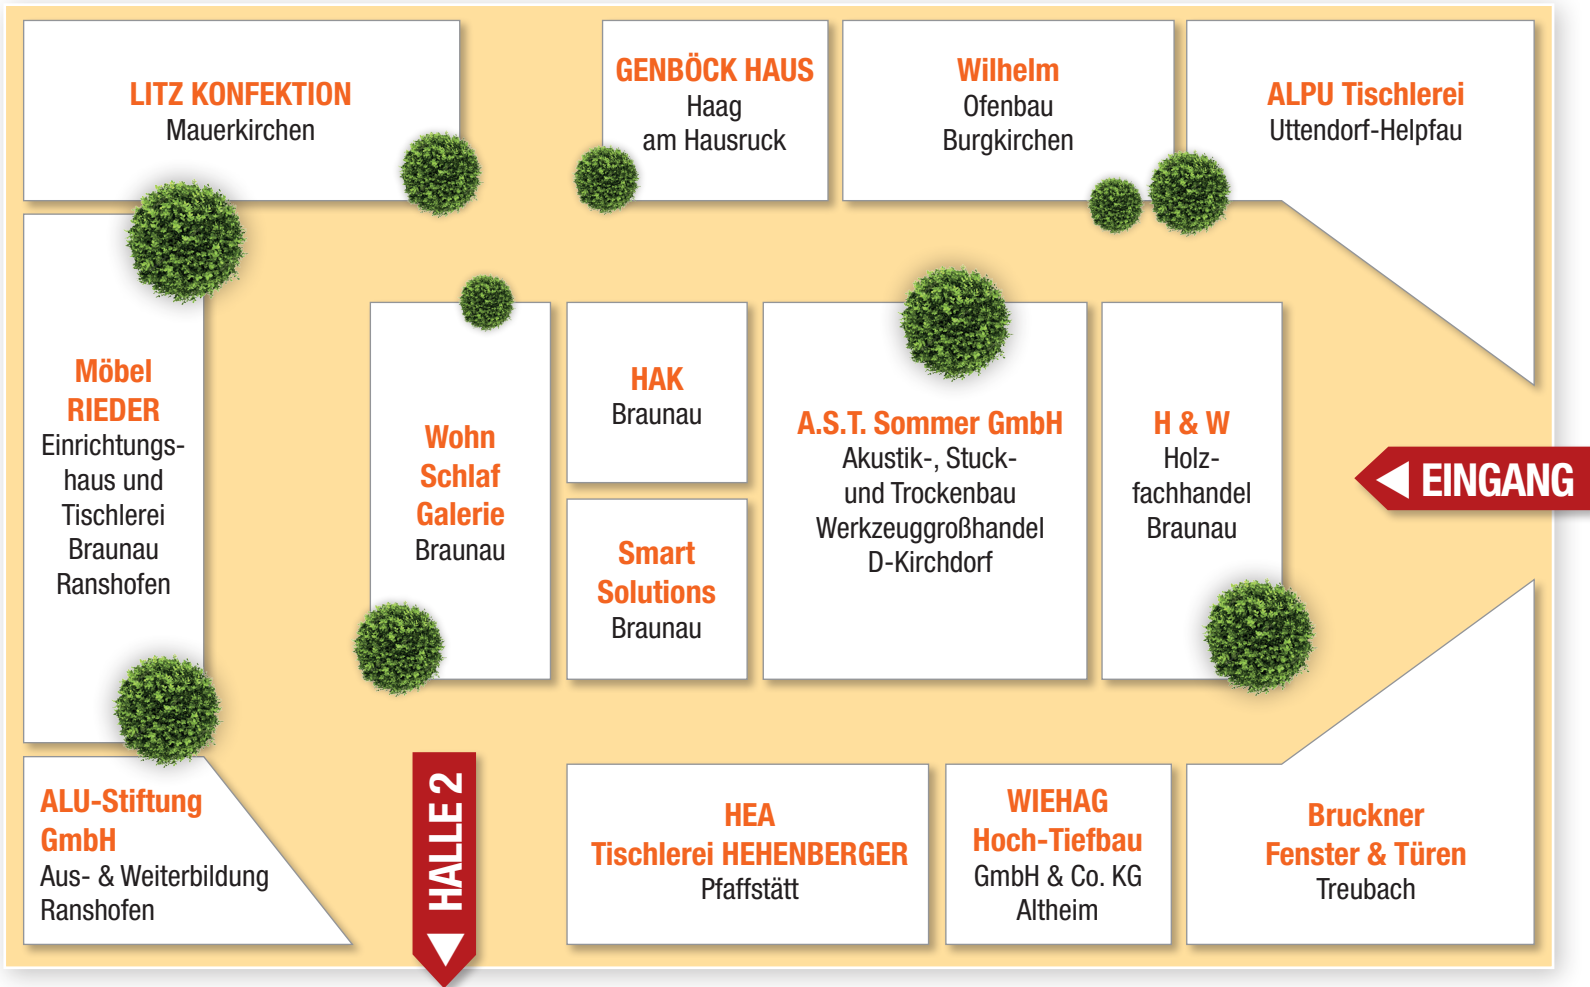 LITZ KONFEKTION
Mauerkirchen
GENBÖCK HAUS
Haag
am Hausruck
Wilhelm
Ofenbau
Burgkirchen
ALPU Tischlerei
Uttendorf-Helpfau
Möbel
RIEDER
Einrichtungs-
haus und
Tischlerei
Braunau
Ranshofen
Wohn
Schlaf
Galerie
Braunau
HAK
Braunau
Smart
Solutions
Braunau
A.S.T. Sommer GmbH
Akustik-, Stuck-
und Trockenbau
Werkzeuggroßhandel
D-Kirchdorf
H & W
Holz-
fachhandel
Braunau
EINGANG
ALU-Stiftung
GmbH
Aus- & Weiterbildung
Ranshofen
HALLE 2
HEA
Tischlerei HEHENBERGER
Pfaffstätt
WIEHAG
Hoch-Tiefbau
GmbH & Co. KG
Altheim
Bruckner
Fenster & Türen
Treubach